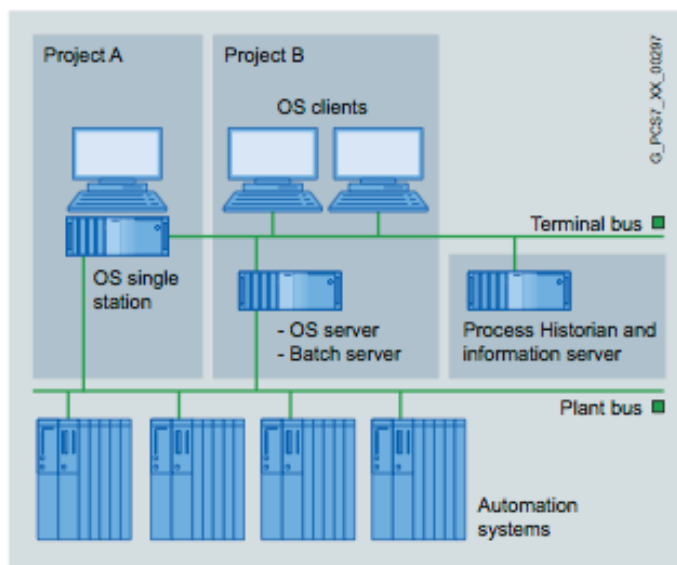 Project A
Project B
OS clients
G_PCS7_XX_00297
Terminal bus
OS single
station
- OS server
- Batch server
Process Historian and
information server
Plant bus
Automation
systems